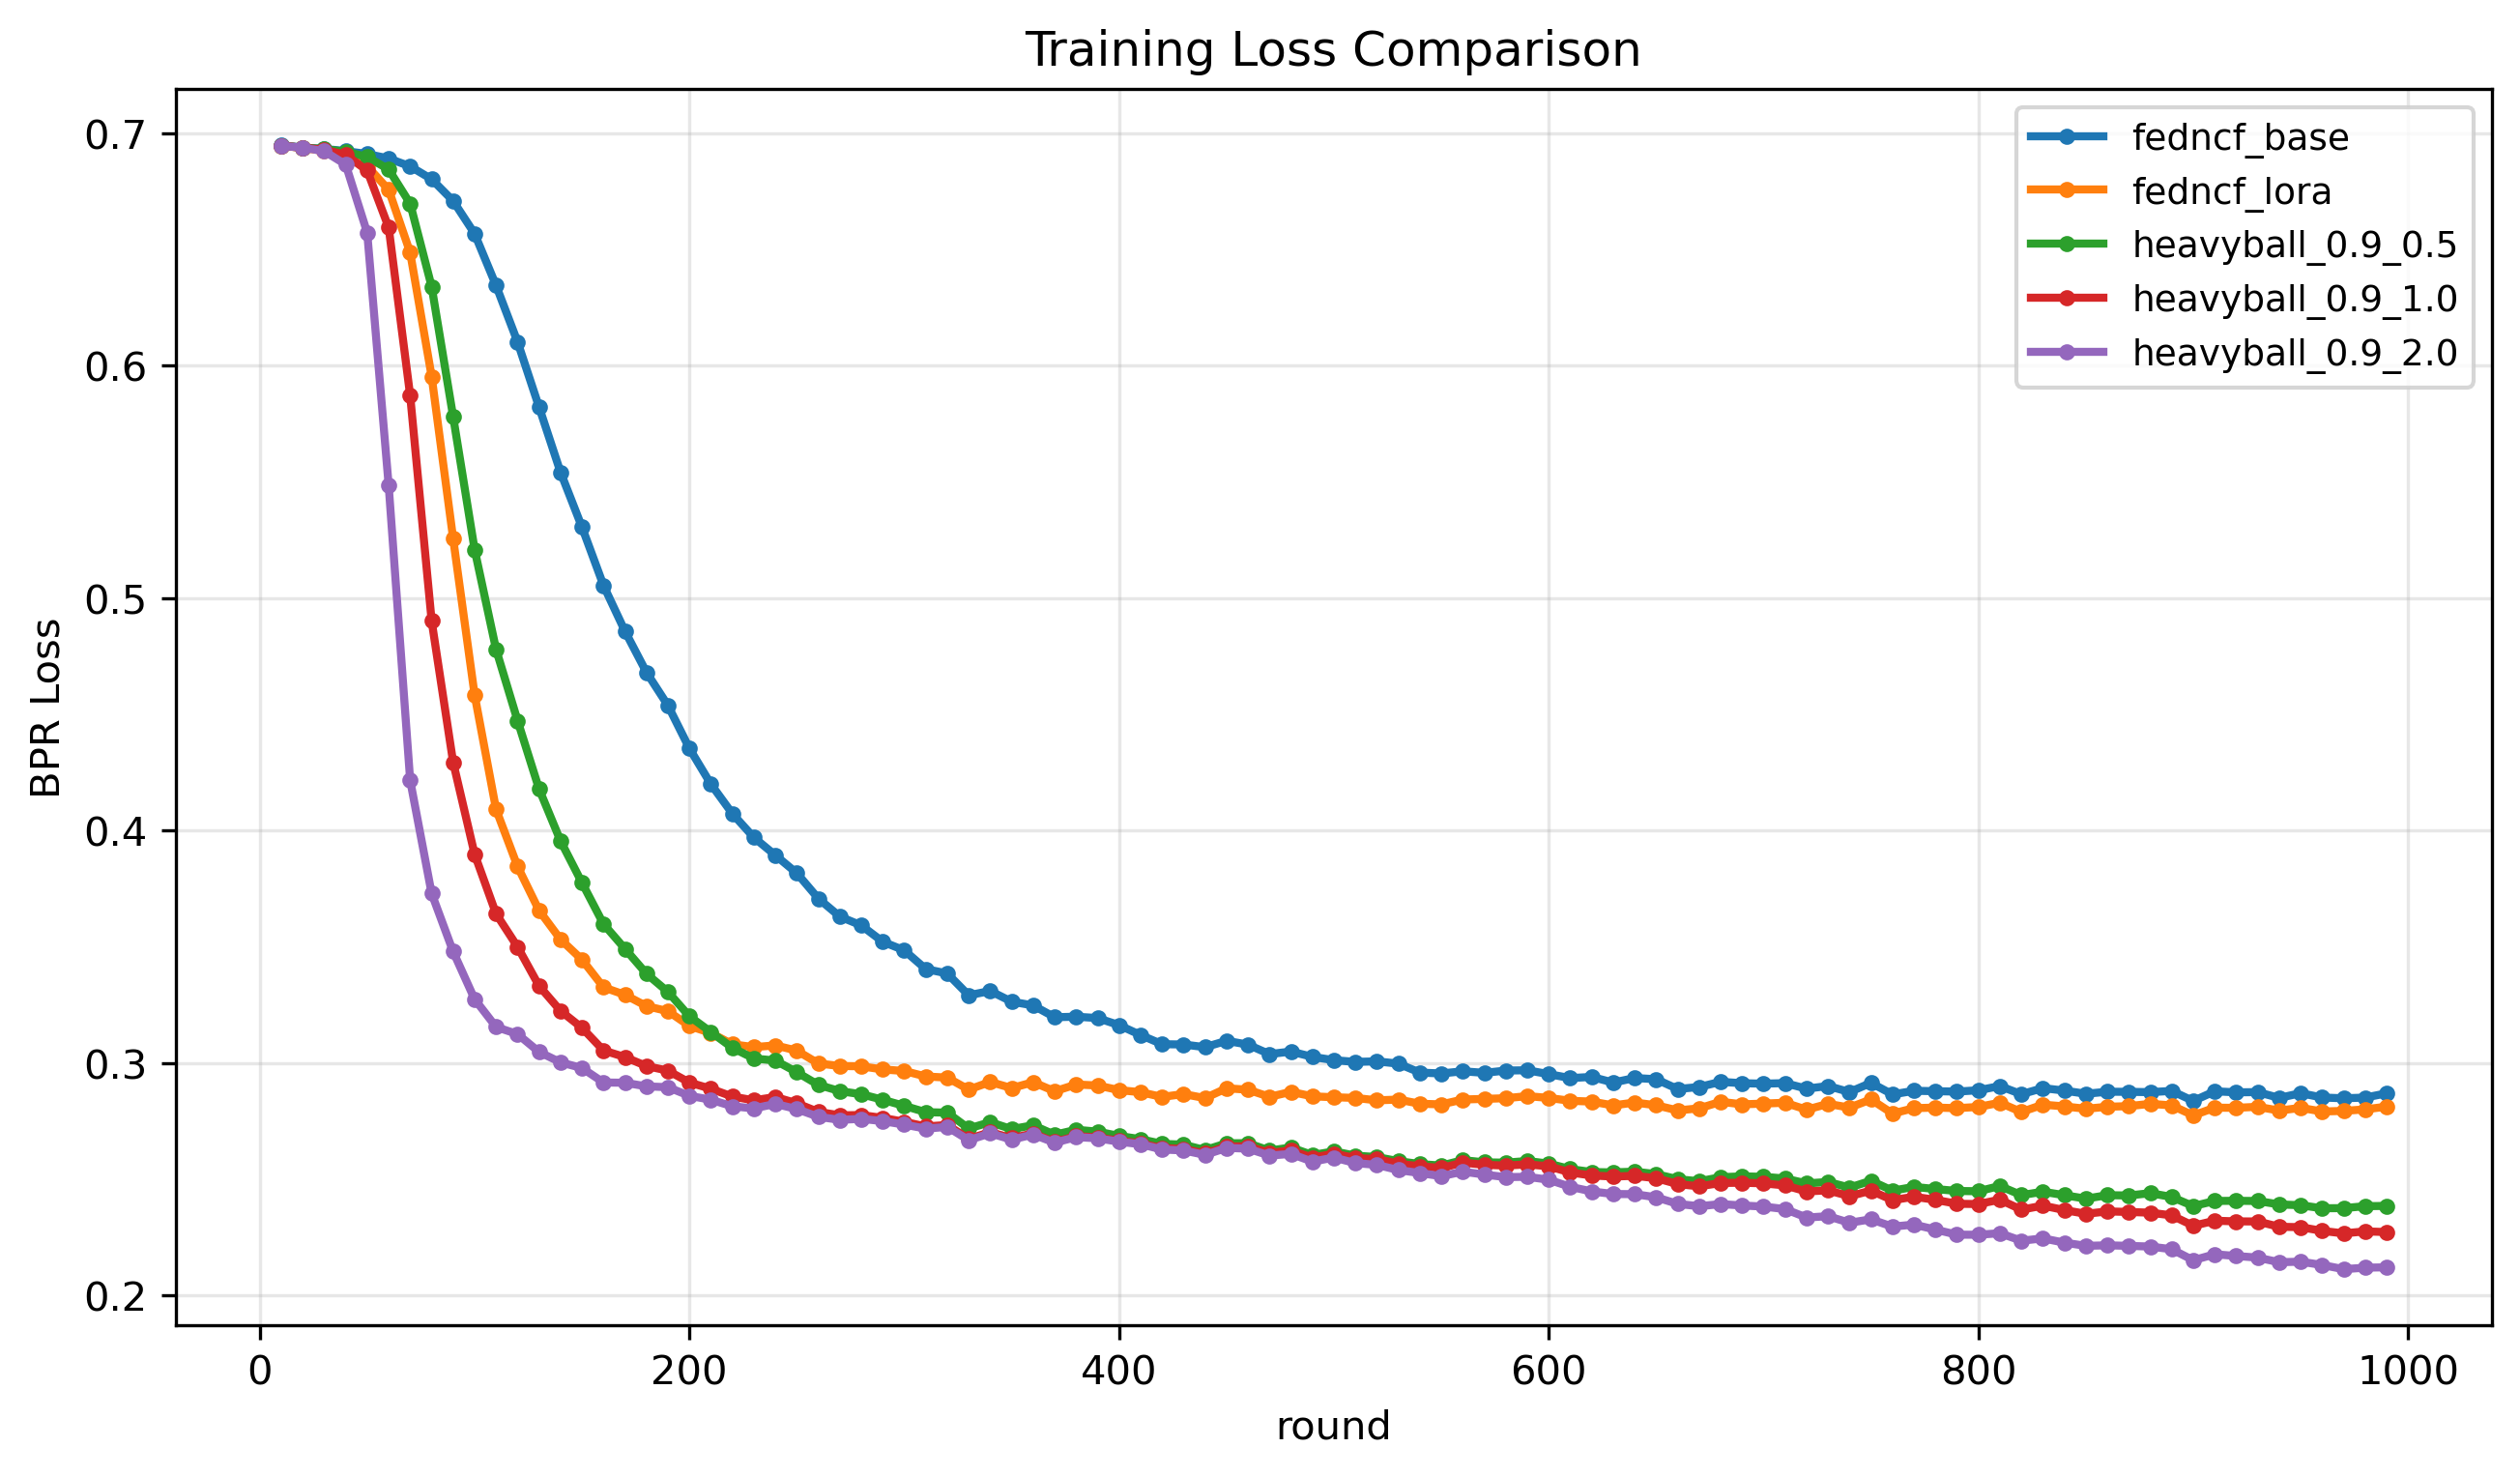 Training Loss Comparison
fedncf_base
fedncf_lora
heavyball_0.9_0.5
heavyball_0.9_1.0
heavyball_0.9_2.0
BPR Loss
0.7
0.6
0.5
0.4
0.3
0.2
0 200 400 600 800 1000
round